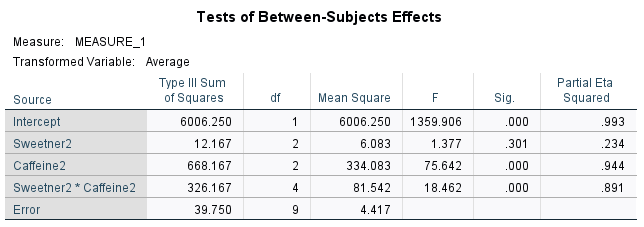 Tests of Between-Subjects Effects
Measure: MEASURE_1
Transformed Variable: Average
Source Type III Sum of Squares df Mean Square F Sig. Partial Eta Squared
Intercept 6006.250 1 6006.250 1359.906 .000 .993
Sweetner2 12.167 2 6.083 1.377 .301 .234
Caffeine2 668.167 2 334.083 75.642 .000 .944
Sweetner2 * Caffeine2 326.167 4 81.542 18.462 .000 .891
Error 39.750 9 4.417